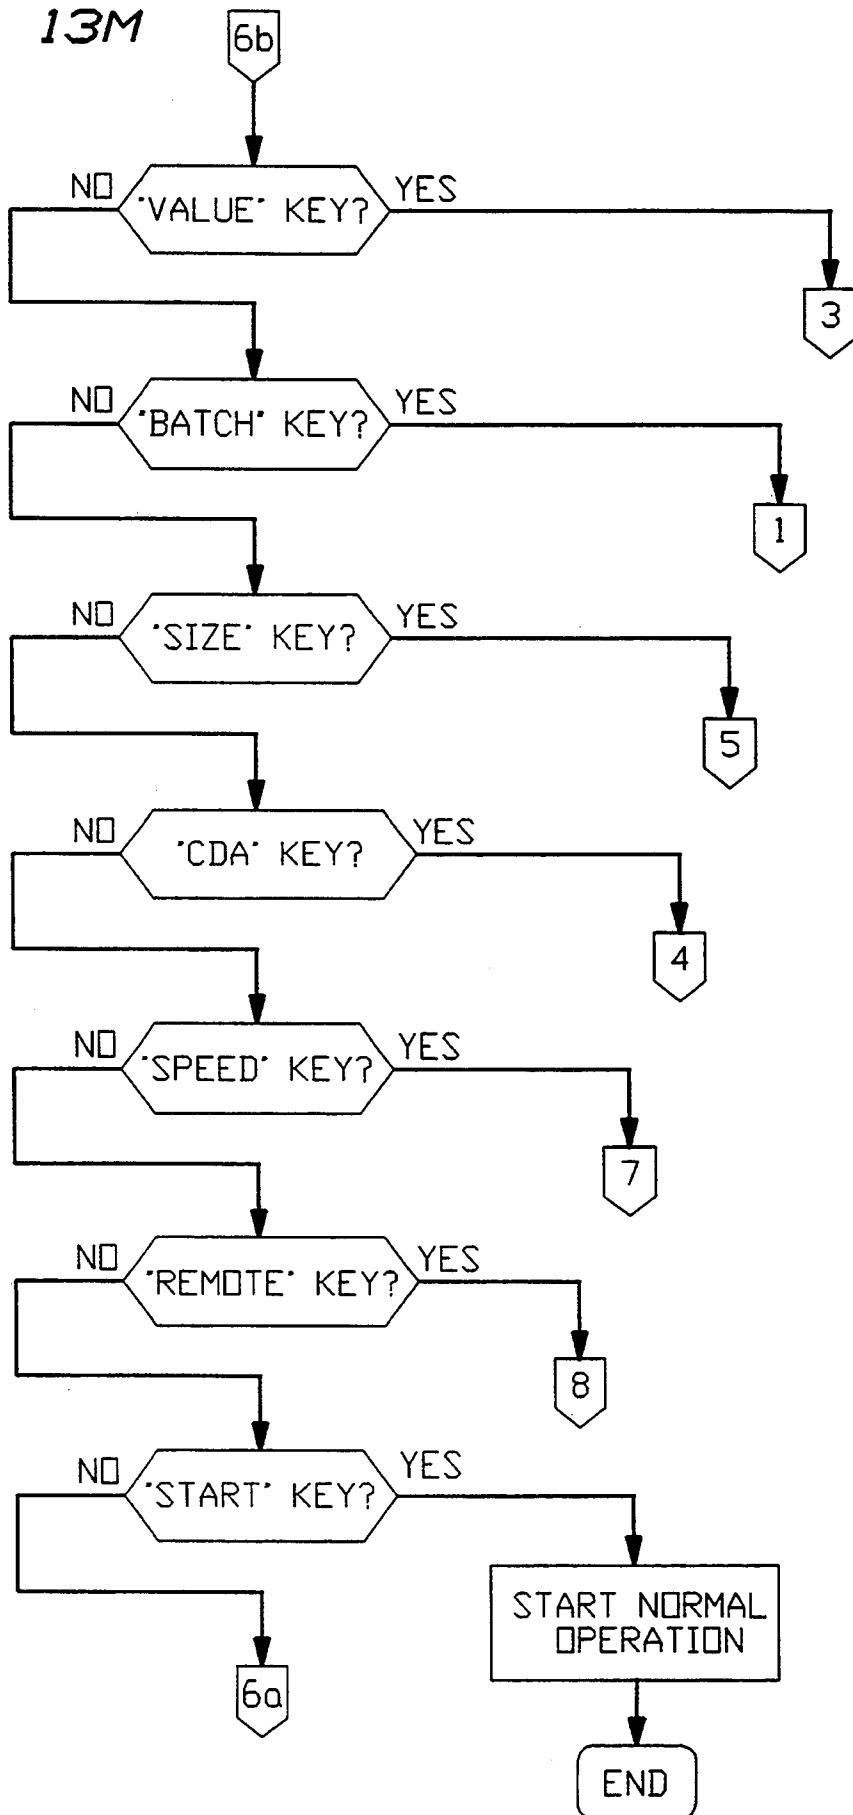 13M
6b
NO "VALUE" KEY? YES
3
NO "BATCH" KEY? YES
1
NO "SIZE" KEY? YES
5
NO "CDA" KEY? YES
4
NO "SPEED" KEY? YES
7
NO "REMOTE" KEY? YES
8
NO "START" KEY? YES
START NORMAL
OPERATION
6a
END